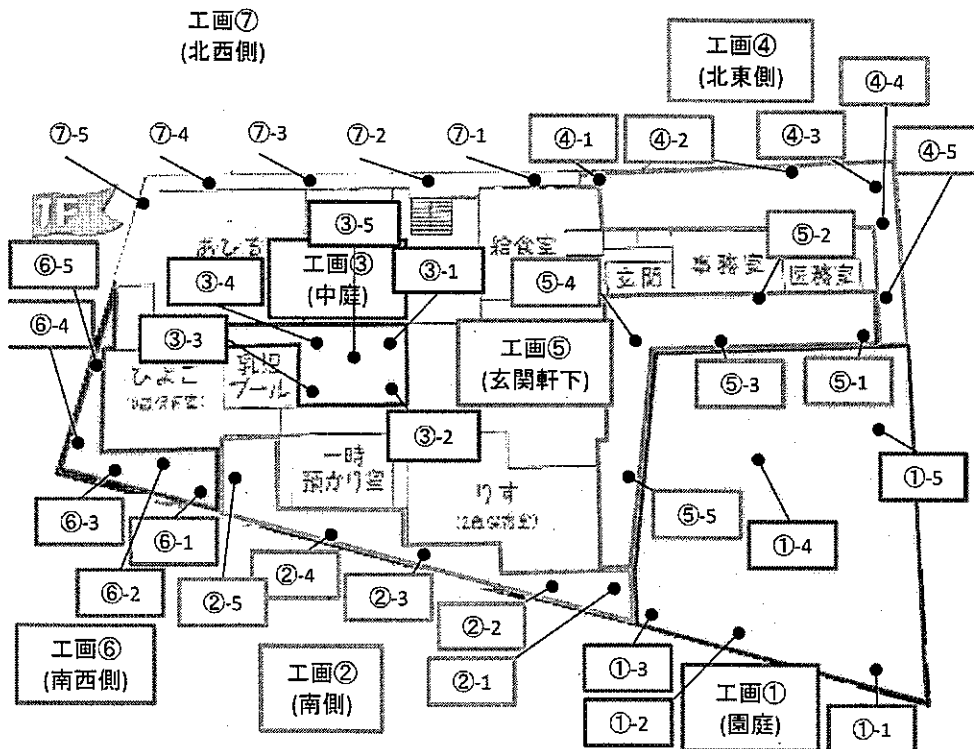 工画⑦
(北西側)
工画④
(北東側)
④-4
⑦-5
⑦-4
⑦-3
⑦-2
⑦-1
④-1
④-2
④-3
④-5
1F
③-5
⑤-2
あひる
給食室
事務室
⑥-5
工画③
(中庭)
③-4
③-1
⑤-4
玄関
医務室
⑥-4
③-3
工画⑤
(玄関軒下)
ひよこ
乳児
プール
⑤-3
⑤-1
③-2
一時
預かり室
りす
(2歳保育室)
①-5
⑥-3
⑤-5
⑥-1
①-4
②-4
⑥-2
②-5
②-3
②-2
工画⑥
(南西側)
工画②
(南側)
①-3
②-1
工画①
(園庭)
①-2
①-1